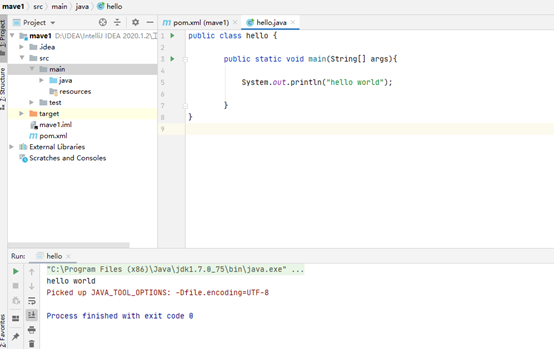 mave1 src main java hello
Project
pom.xml (mave1) hello.java
1: Project
Z: Structure
2: Favorites
mave1 D:\IDEA\IntelliJ IDEA 2020.1.2\
.idea
src
main
java
resources
test
target
mave1.iml
pom.xml
External Libraries
Scratches and Consoles
1 public class hello {
2
3 public static void main(String[] args){
4
5 System.out.println("hello world");
6
7 }
8 }
9
Run: hello
"C:\Program Files (x86)\Java\jdk1.7.0_75\bin\java.exe" ...
hello world
Picked up JAVA_TOOL_OPTIONS: -Dfile.encoding=UTF-8
Process finished with exit code 0